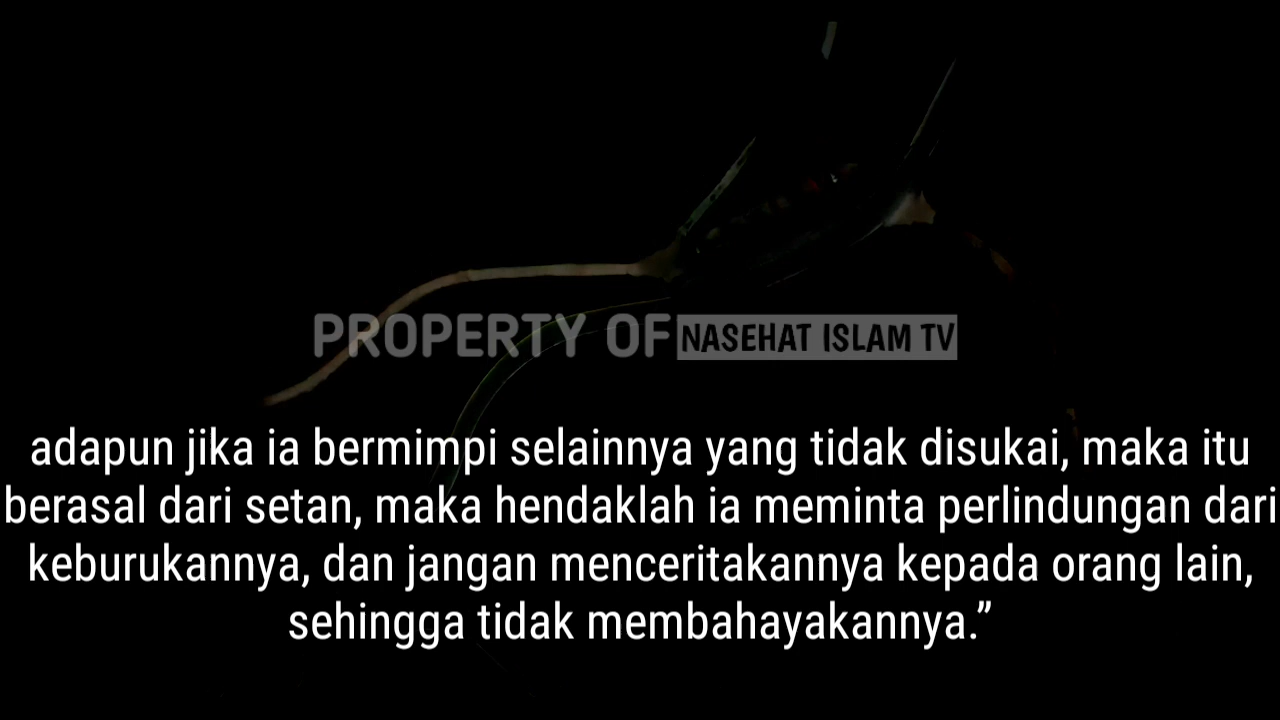 PROPERTY OF NASEHAT ISLAM TV
adapun jika ia bermimpi selainnya yang tidak disukai, maka itu
berasal dari setan, maka hendaklah ia meminta perlindungan dari
keburukannya, dan jangan menceritakannya kepada orang lain,
sehingga tidak membahayakannya.”